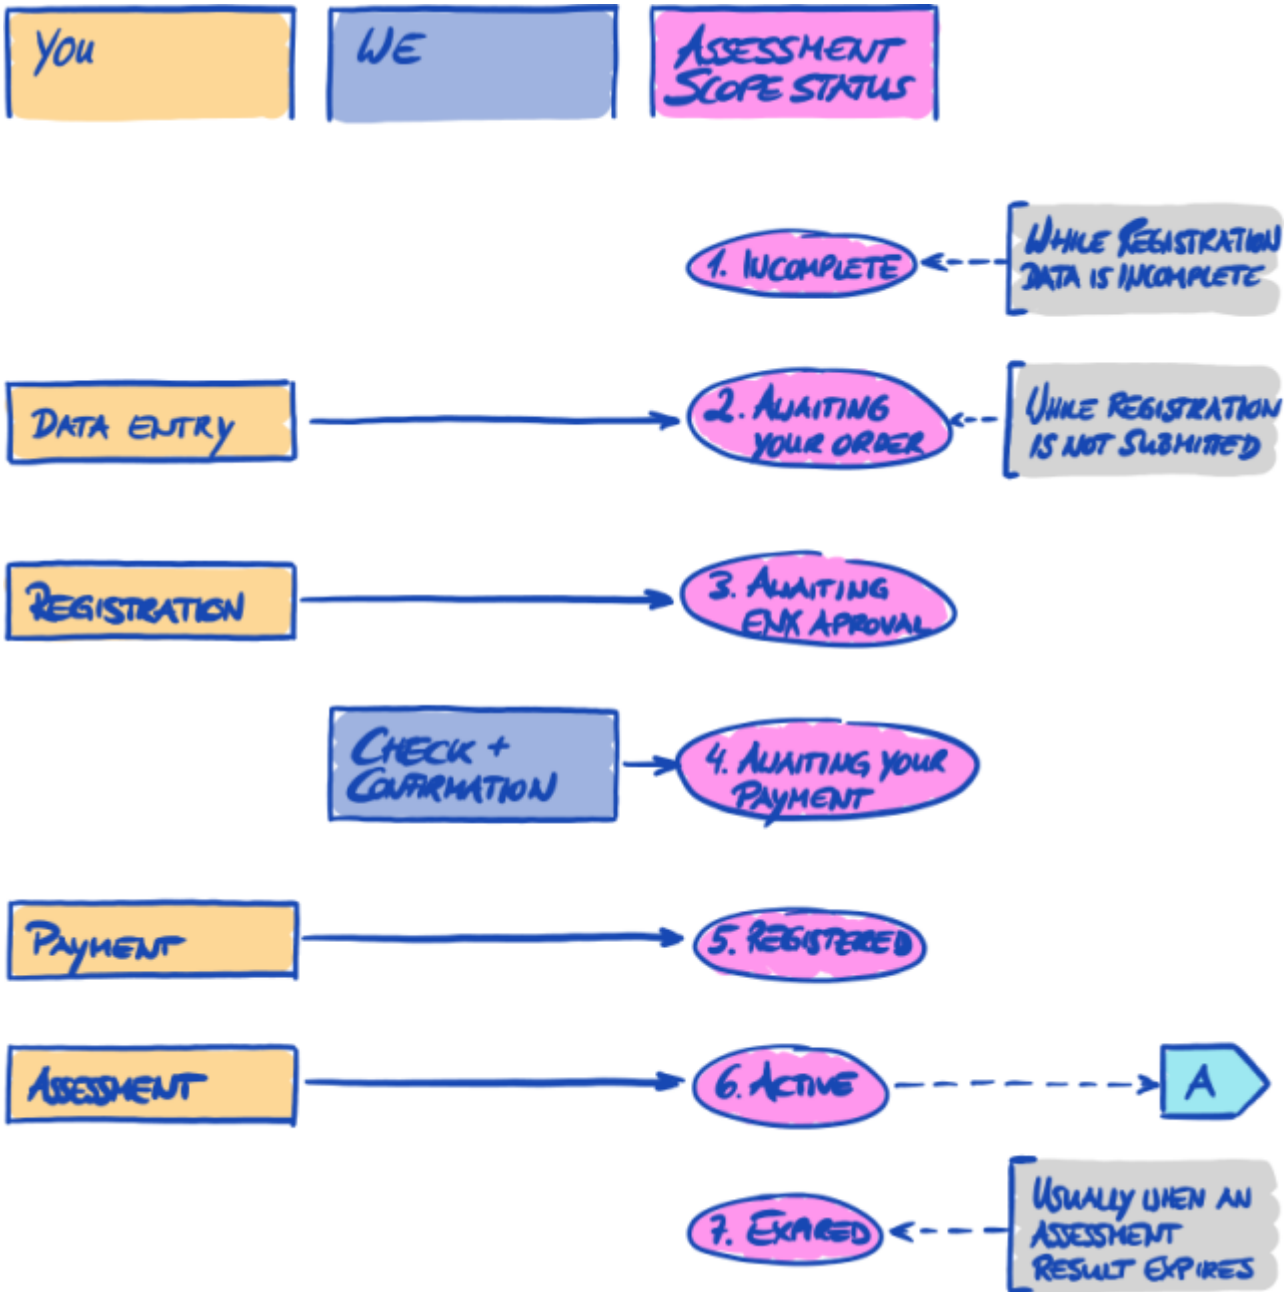 YOU
WE
ASSESSMENT
SCOPE STATUS
1. INCOMPLETE
WHILE REGISTRATION
DATA IS INCOMPLETE
DATA ENTRY
2. AWAITING
YOUR ORDER
WHILE REGISTRATION
IS NOT SUBMITTED
REGISTRATION
3. AWAITING
ENX APROVAL
CHECK +
CONFIRMATION
4. AWAITING YOUR
PAYMENT
PAYMENT
5. REGISTERED
ASSESSMENT
6. ACTIVE
A
7. EXPIRED
USUALLY WHEN AN
ASSESSMENT
RESULT EXPIRES